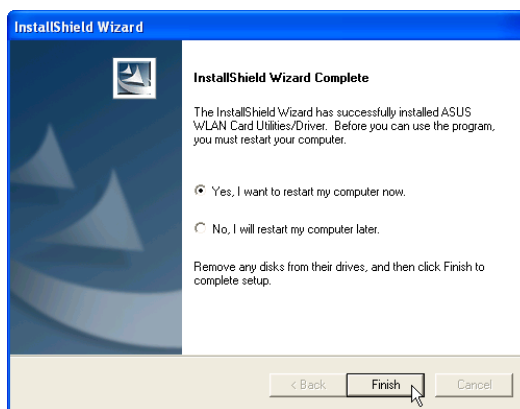 InstallShield Wizard
InstallShield Wizard Complete
The InstallShield Wizard has successfully installed ASUS
WLAN Card Utilities/Driver. Before you can use the program,
you must restart your computer.
Yes, I want to restart my computer now.
No, I will restart my computer later.
Remove any disks from their drives, and then click Finish to
complete setup.
< Back
Finish
Cancel